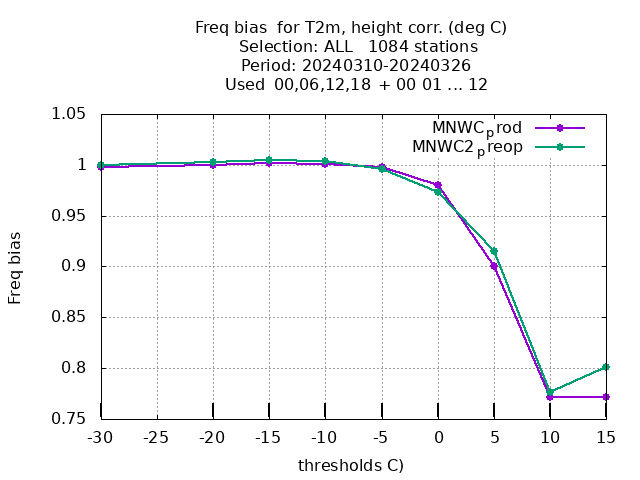 Freq bias  for T2m, height corr. (deg C)
Selection: ALL   1084 stations
Period: 20240310-20240326
Used  00,06,12,18 + 00 01 ... 12
MNWCprod
MNWC2preop
Freq bias
1.05
1
0.95
0.9
0.85
0.8
0.75
-30 -25 -20 -15 -10 -5 0 5 10 15
thresholds C)